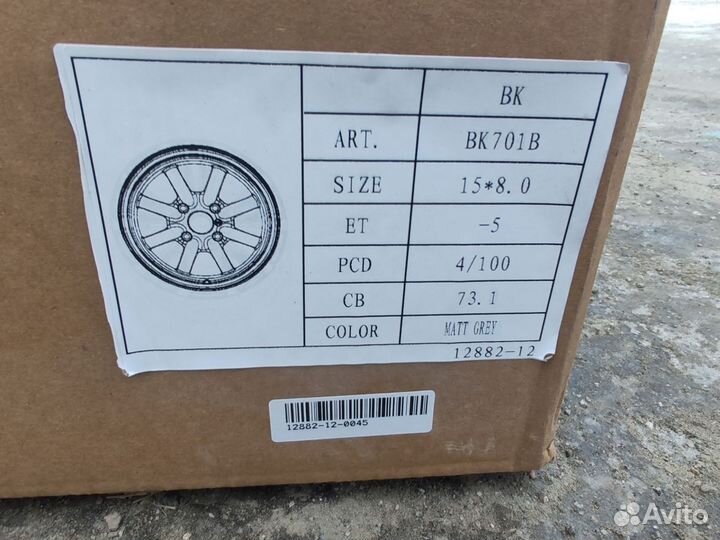 BK
ART. BK701B
SIZE 15*8.0
ET -5
PCD 4/100
CB 73.1
COLOR MATT GREY
12882-12
12882-12-0045
Avito